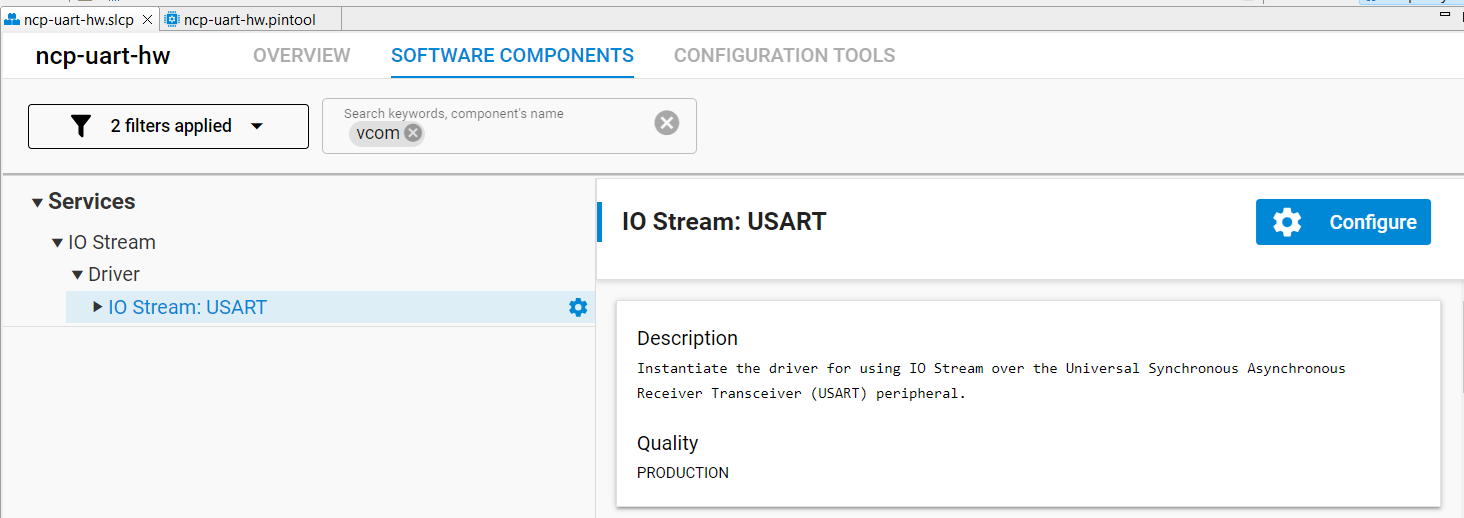 ncp-uart-hw.slcp
ncp-uart-hw.pintool
ncp-uart-hw
OVERVIEW
SOFTWARE COMPONENTS
CONFIGURATION TOOLS
2 filters applied
Search keywords, component's name
vcom
Services
IO Stream
Driver
IO Stream: USART
IO Stream: USART
Configure
Description
Instantiate the driver for using IO Stream over the Universal Synchronous Asynchronous
Receiver Transceiver (USART) peripheral.
Quality
PRODUCTION